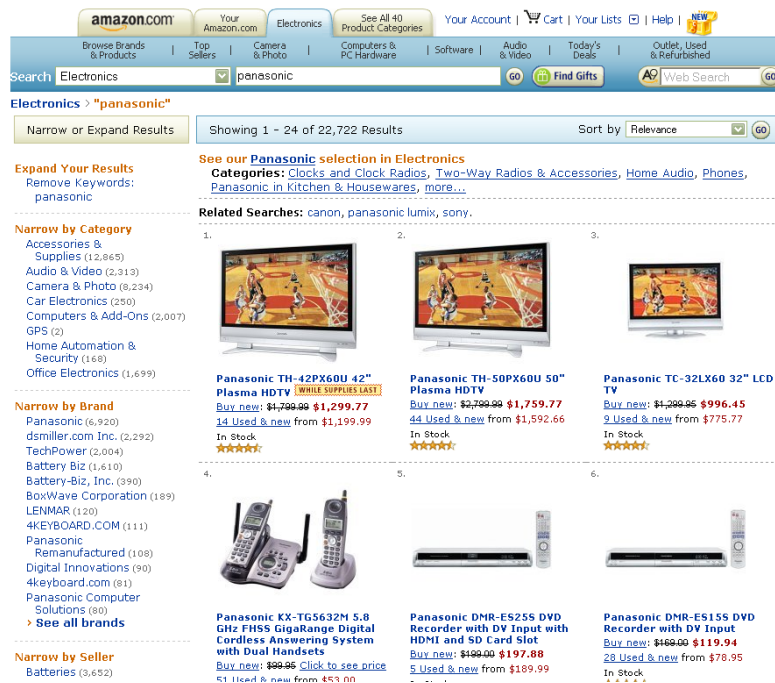 amazon.com
Your Amazon.com
Electronics
See All 40 Product Categories
Your Account | Cart | Your Lists | Help |
NEW
Browse Brands & Products | Top Sellers | Camera & Photo | Computers & PC Hardware | Software | Audio & Video | Today's Deals | Outlet, Used & Refurbished
Search Electronics panasonic GO Find Gifts A9 Web Search GO
Electronics > "panasonic"
Narrow or Expand Results
Showing 1 - 24 of 22,722 Results Sort by Relevance GO
Expand Your Results
Remove Keywords:
panasonic
Narrow by Category
Accessories &
Supplies (12,865)
Audio & Video (2,313)
Camera & Photo (8,234)
Car Electronics (250)
Computers & Add-Ons (2,007)
GPS (2)
Home Automation &
Security (168)
Office Electronics (1,699)
Narrow by Brand
Panasonic (6,920)
dsmiller.com Inc. (2,292)
TechPower (2,004)
Battery Biz (1,610)
Battery-Biz, Inc. (390)
BoxWave Corporation (189)
LENMAR (120)
4KEYBOARD.COM (111)
Panasonic
Remanufactured (108)
Digital Innovations (90)
4keyboard.com (81)
Panasonic Computer
Solutions (80)
› See all brands
Narrow by Seller
Batteries (3,652)
See our Panasonic selection in Electronics
Categories: Clocks and Clock Radios, Two-Way Radios & Accessories, Home Audio, Phones,
Panasonic in Kitchen & Housewares, more...
Related Searches: canon, panasonic lumix, sony.
1.
Panasonic TH-42PX60U 42"
Plasma HDTV WHILE SUPPLIES LAST
Buy new: $1,799.99 $1,299.77
14 Used & new from $1,199.99
In Stock
2.
Panasonic TH-50PX60U 50"
Plasma HDTV
Buy new: $2,799.99 $1,759.77
44 Used & new from $1,592.66
In Stock
3.
Panasonic TC-32LX60 32" LCD
TV
Buy new: $1,299.95 $996.45
9 Used & new from $775.77
In Stock
4.
Panasonic KX-TG5632M 5.8
GHz FHSS GigaRange Digital
Cordless Answering System
with Dual Handsets
Buy new: $99.95 Click to see price
51 Used & new from $53.00
5.
Panasonic DMR-ES25S DVD
Recorder with DV Input with
HDMI and SD Card Slot
Buy new: $199.00 $197.88
5 Used & new from $189.99
6.
Panasonic DMR-ES15S DVD
Recorder with DV Input
Buy new: $169.00 $119.94
28 Used & new from $78.95
In Stock